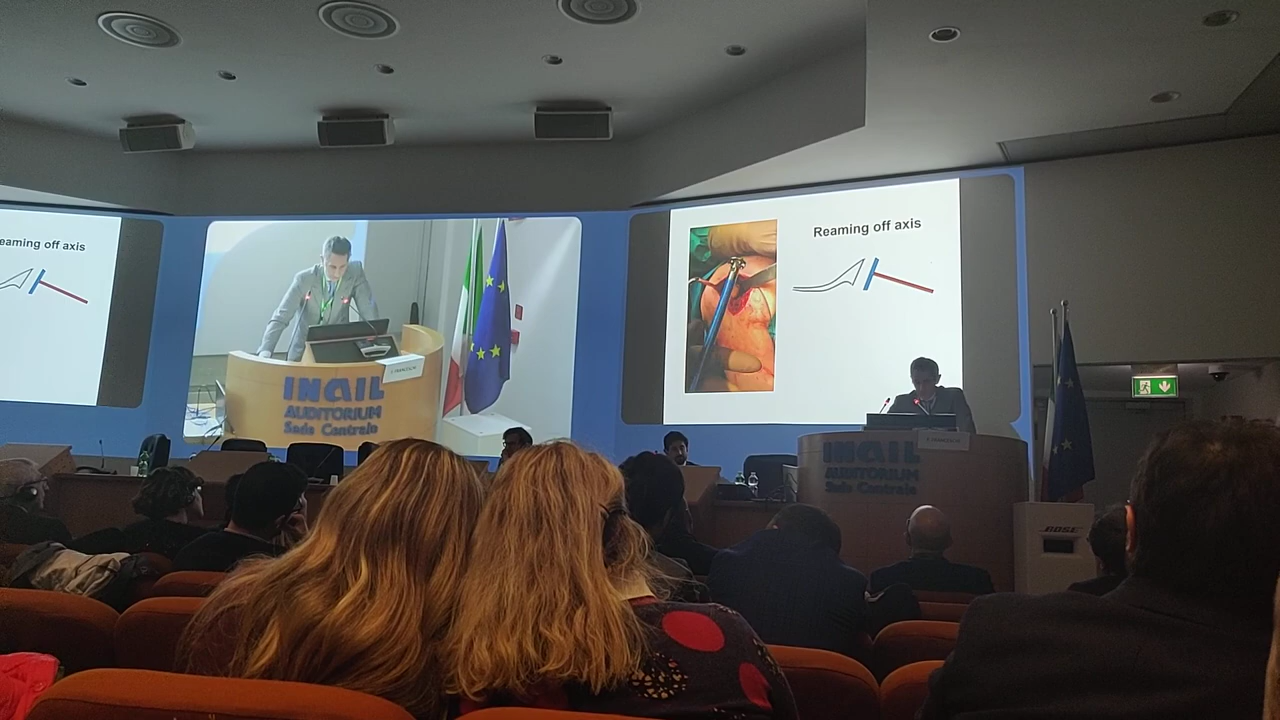 eaming off axis
Reaming off axis
INAIL
AUDITORIUM
Sede Centrale
INAIL
AUDITORIUM
Sede Centrale
BOSE